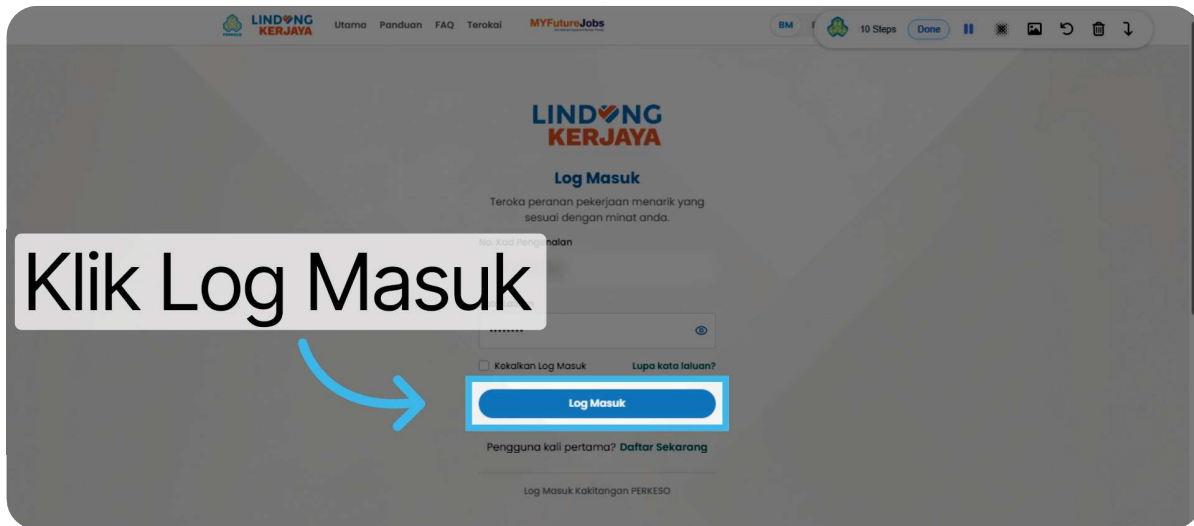 PERKESO
LINDUNG
KERJAYA
Utama Panduan FAQ Terokai MYFutureJobs
BM
10 Steps Done
LINDUNG
KERJAYA
Log Masuk
Teroka peranan pekerjaan menarik yang
sesuai dengan minat anda.
No. Kad Pengenalan
Klik Log Masuk
Kekalkan Log Masuk Lupa kata laluan?
Log Masuk
Pengguna kali pertama? Daftar Sekarang
Log Masuk Kakitangan PERKESO